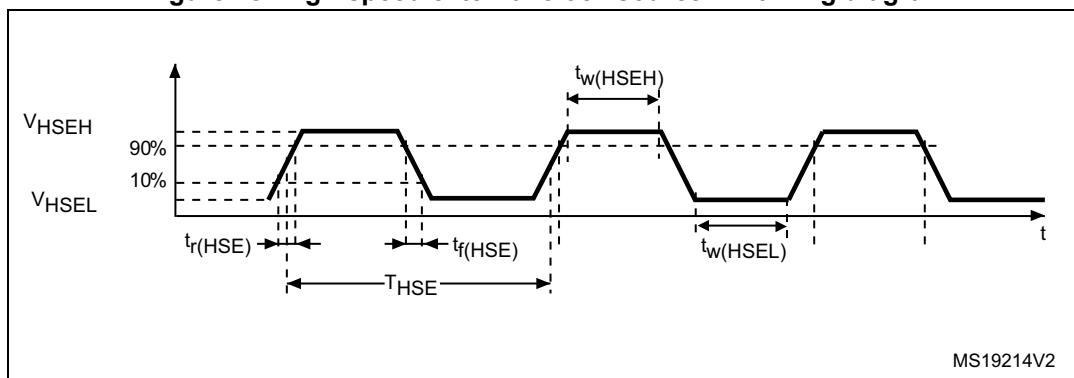 tw(HSEH)
VHSEH
90%
10%
VHSEL
tr(HSE)
tf(HSE)
tw(HSEL)
t
THSE
MS19214V2